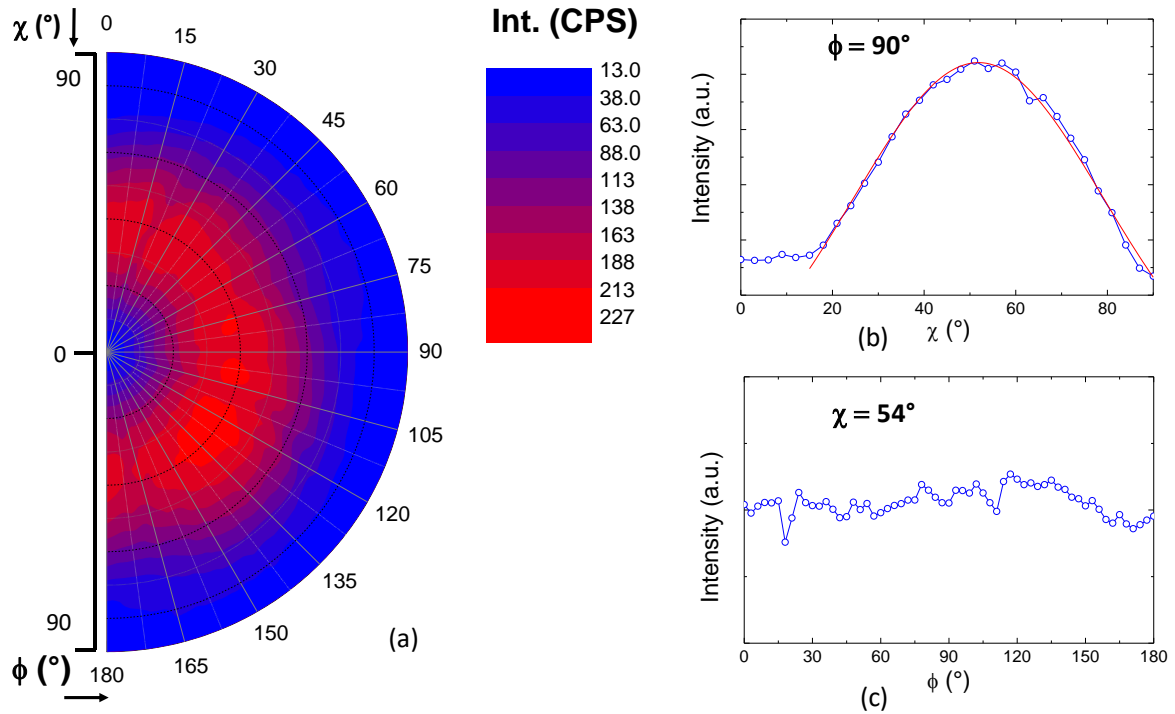 χ (°)
0
15
30
45
60
75
90
105
120
135
150
165
180
90
0
90
ϕ (°)
(a)
Int. (CPS)
13.0
38.0
63.0
88.0
113
138
163
188
213
227
ϕ = 90°
Intensity (a.u.)
0 20 40 60 80
(b) χ (°)
χ = 54°
Intensity (a.u.)
0 30 60 90 120 150 180
(c) ϕ (°)